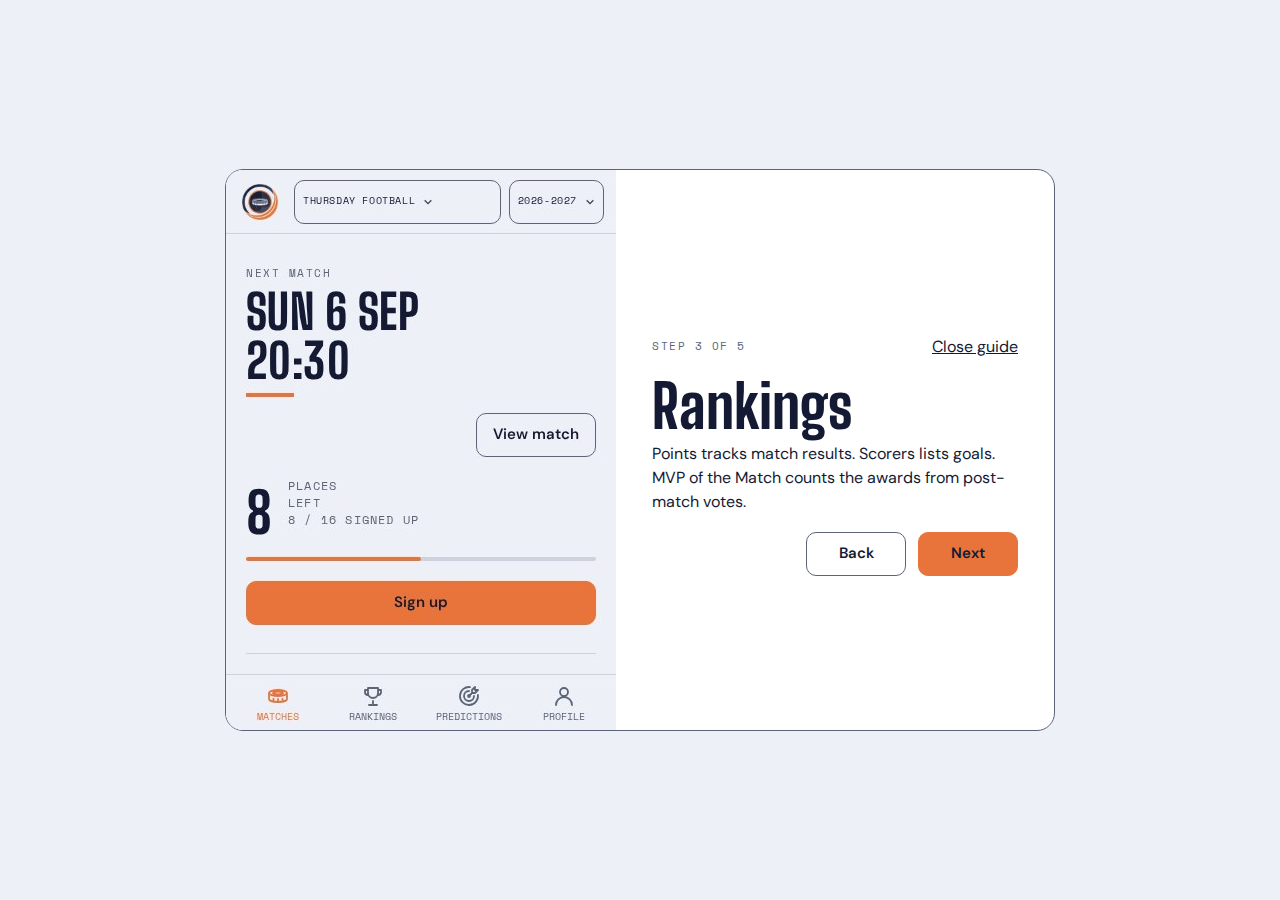 THURSDAY FOOTBALL
2026-2027
NEXT MATCH
SUN 6 SEP
20:30
View match
8
PLACES
LEFT
8 / 16 SIGNED UP
Sign up
MATCHES
RANKINGS
PREDICTIONS
PROFILE
STEP 3 OF 5
Close guide
Rankings
Points tracks match results. Scorers lists goals.
MVP of the Match counts the awards from post-
match votes.
Back
Next